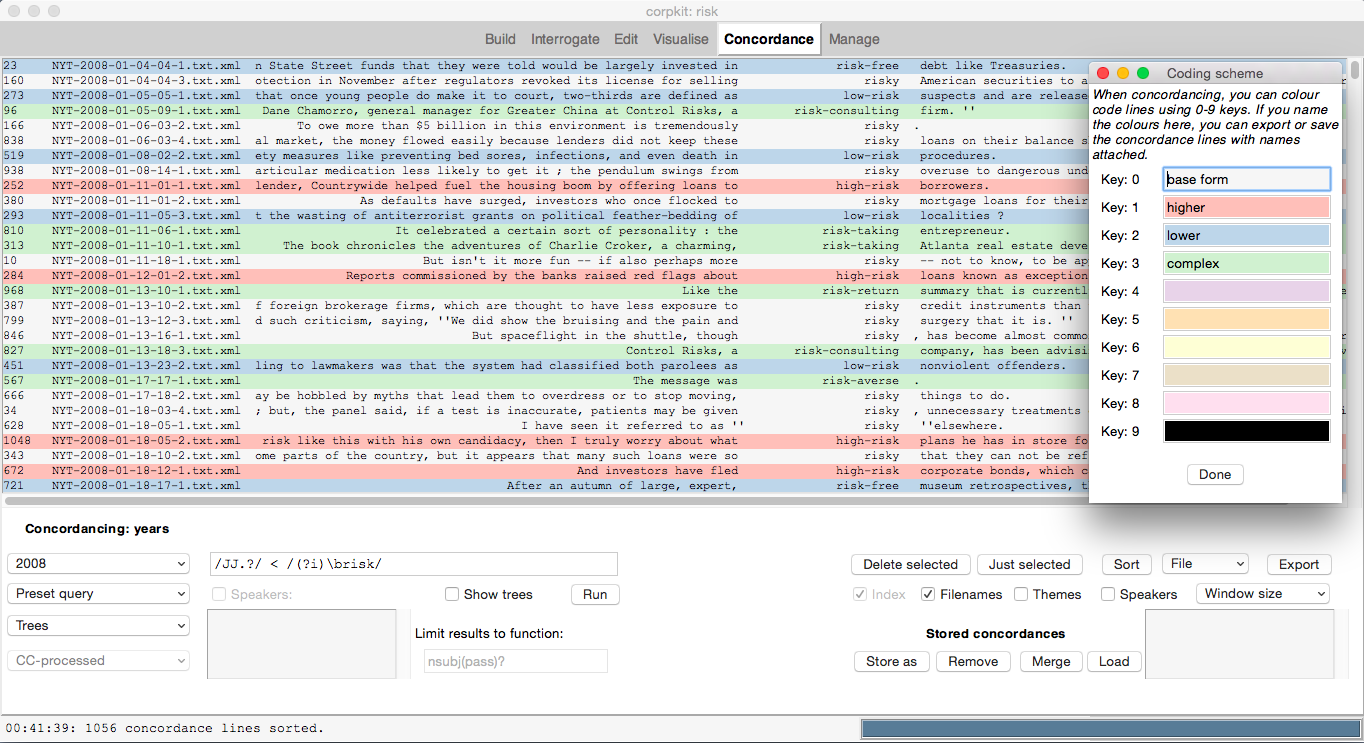 corpkit: risk
Build Interrogate Edit Visualise Concordance Manage
23 NYT-2008-01-04-04-1.txt.xml n State Street funds that they were told would be largely invested in risk-free debt like Treasuries.
160 NYT-2008-01-04-04-4.txt.xml otection in November after regulators revoked its license for selling risky American securities to a
273 NYT-2008-01-05-05-1.txt.xml that once young people do make it to court, two-thirds are defined as low-risk suspects and are release
96 NYT-2008-01-05-09-1.txt.xml Dane Chamorro, general manager for Greater China at Control Risks, a risk-consulting firm. ''
166 NYT-2008-01-06-03-2.txt.xml To owe more than $5 billion in this environment is tremendously risky .
838 NYT-2008-01-06-03-4.txt.xml al market, the money flowed easily because lenders did not keep these risky loans on their balance s
519 NYT-2008-01-08-02-2.txt.xml ety measures like preventing bed sores, infections, and even death in low-risk procedures.
938 NYT-2008-01-08-14-1.txt.xml articular medication less likely to get it ; the pendulum swings from risky overuse to dangerous und
252 NYT-2008-01-11-01-1.txt.xml lender, Countrywide helped fuel the housing boom by offering loans to high-risk borrowers.
380 NYT-2008-01-11-01-2.txt.xml As defaults have surged, investors who once flocked to risky mortgage loans for their
293 NYT-2008-01-11-05-3.txt.xml t the wasting of antiterrorist grants on political feather-bedding of low-risk localities ?
810 NYT-2008-01-11-06-1.txt.xml It celebrated a certain sort of personality : the risk-taking entrepreneur.
313 NYT-2008-01-11-10-1.txt.xml The book chronicles the adventures of Charlie Croker, a charming, risk-taking Atlanta real estate deve
10 NYT-2008-01-11-18-1.txt.xml But isn't it more fun -- if also perhaps more risky -- not to know, to be ap
284 NYT-2008-01-12-01-2.txt.xml Reports commissioned by the banks raised red flags about high-risk loans known as exception
968 NYT-2008-01-13-10-1.txt.xml Like the risk-return summary that is currentl
387 NYT-2008-01-13-10-2.txt.xml f foreign brokerage firms, which are thought to have less exposure to risky credit instruments than
799 NYT-2008-01-13-12-3.txt.xml d such criticism, saying, ''We did show the bruising and the pain and risky surgery that it is. ''
846 NYT-2008-01-13-16-1.txt.xml But spaceflight in the shuttle, though risky , has become almost commo
827 NYT-2008-01-13-18-3.txt.xml Control Risks, a risk-consulting company, has been advisi
451 NYT-2008-01-13-23-2.txt.xml ling to lawmakers was that the system had classified both parolees as low-risk nonviolent offenders.
567 NYT-2008-01-17-17-1.txt.xml The message was risk-averse .
666 NYT-2008-01-17-18-2.txt.xml ay be hobbled by myths that lead them to overdress or to stop moving, risky things to do.
34 NYT-2008-01-18-03-4.txt.xml ; but, the panel said, if a test is inaccurate, patients may be given risky , unnecessary treatments
628 NYT-2008-01-18-05-1.txt.xml I have seen it referred to as '' risky ''elsewhere.
1048 NYT-2008-01-18-05-2.txt.xml risk like this with his own candidacy, then I truly worry about what high-risk plans he has in store fo
343 NYT-2008-01-18-10-2.txt.xml ome parts of the country, but it appears that many such loans were so risky that they can not be ref
672 NYT-2008-01-18-12-1.txt.xml And investors have fled high-risk corporate bonds, which c
721 NYT-2008-01-18-17-1.txt.xml After an autumn of large, expert, risk-free museum retrospectives, t
Coding scheme
When concordancing, you can colour
code lines using 0-9 keys. If you name
the colours here, you can export or save
the concordance lines with names
attached.
Key: 0 base form
Key: 1 higher
Key: 2 lower
Key: 3 complex
Key: 4
Key: 5
Key: 6
Key: 7
Key: 8
Key: 9
Done
Concordancing: years
2008 /JJ.?/ < /(?i)\brisk/ Delete selected Just selected Sort File Export
Preset query Speakers: Show trees Run Index Filenames Themes Speakers Window size
Trees Limit results to function: Stored concordances
CC-processed nsubj(pass)? Store as Remove Merge Load
00:41:39: 1056 concordance lines sorted.